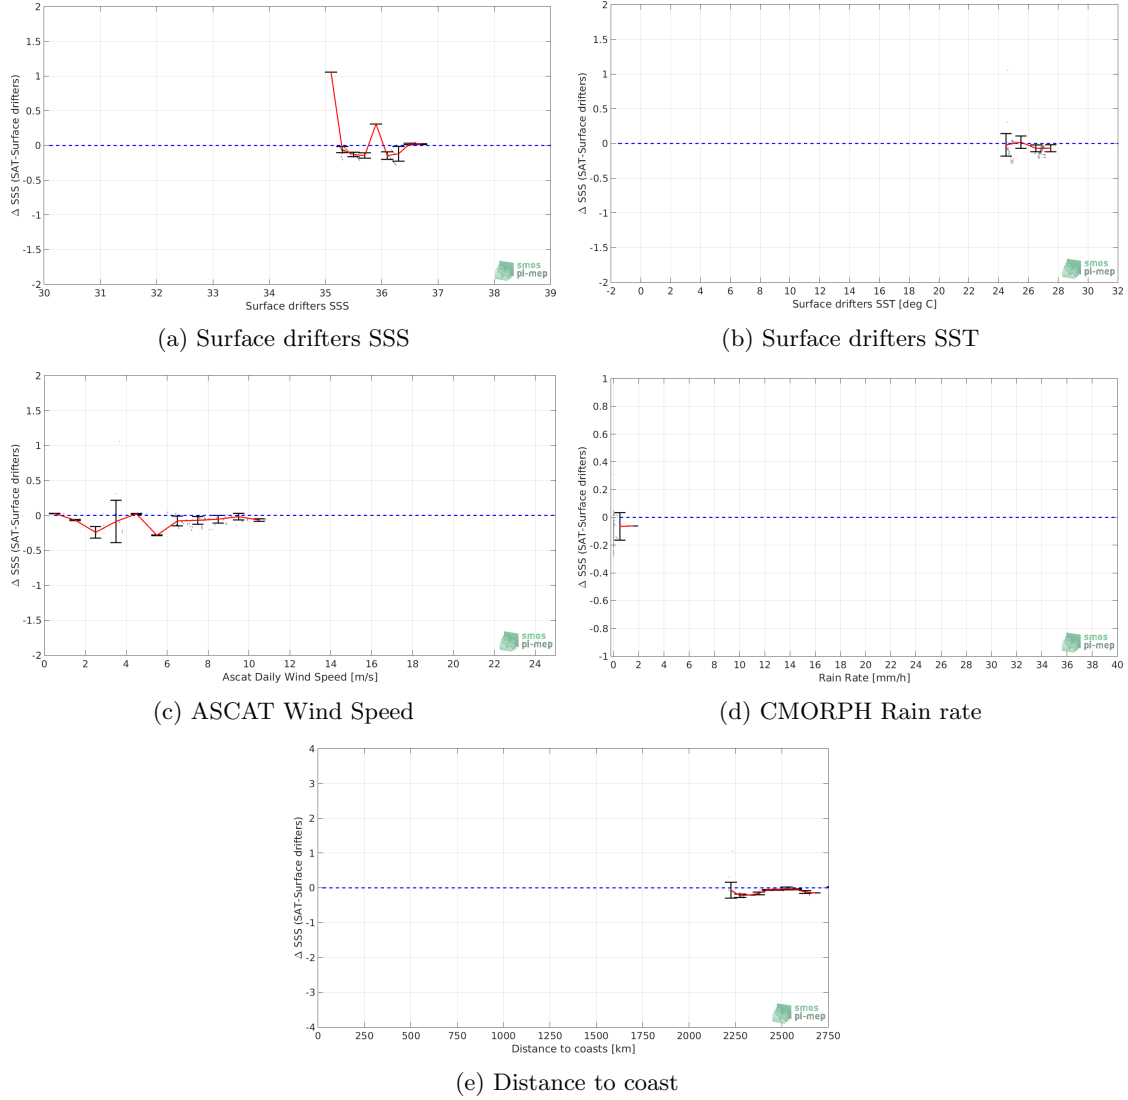 2
1.5
1
0.5
0
-0.5
-1
-1.5
-2
Δ SSS (SAT-Surface drifters)
30 31 32 33 34 35 36 37 38 39
Surface drifters SSS
smos
pi-mep
(a) Surface drifters SSS
2
1.5
1
0.5
0
-0.5
-1
-1.5
-2
Δ SSS (SAT-Surface drifters)
-2 0 2 4 6 8 10 12 14 16 18 20 22 24 26 28 30 32
Surface drifters SST [deg C]
smos
pi-mep
(b) Surface drifters SST
2
1.5
1
0.5
0
-0.5
-1
-1.5
-2
Δ SSS (SAT-Surface drifters)
0 2 4 6 8 10 12 14 16 18 20 22 24
Ascat Daily Wind Speed [m/s]
smos
pi-mep
(c) ASCAT Wind Speed
1
0.8
0.6
0.4
0.2
0
-0.2
-0.4
-0.6
-0.8
-1
Δ SSS (SAT-Surface drifters)
0 2 4 6 8 10 12 14 16 18 20 22 24 26 28 30 32 34 36 38 40
Rain Rate [mm/h]
smos
pi-mep
(d) CMORPH Rain rate
4
3
2
1
0
-1
-2
-3
-4
Δ SSS (SAT-Surface drifters)
0 250 500 750 1000 1250 1500 1750 2000 2250 2500 2750
Distance to coasts [km]
smos
pi-mep
(e) Distance to coast